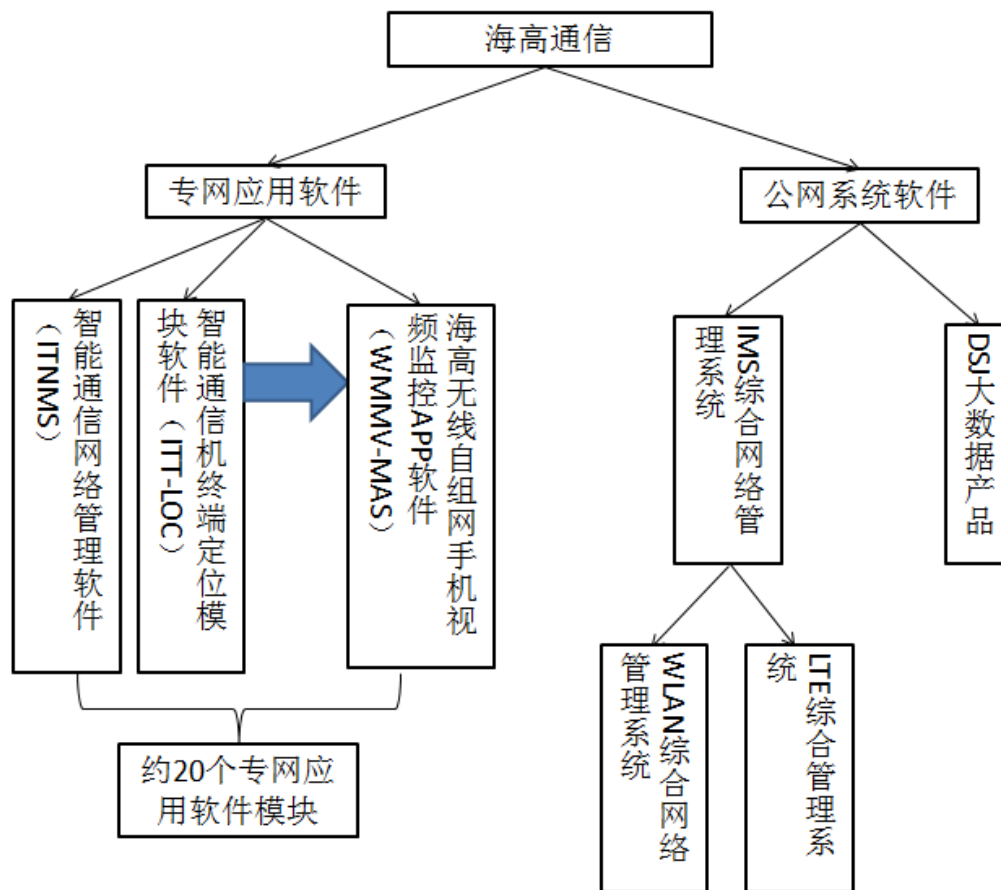 海高通信
专网应用软件
公网系统软件
智能通信网络管理软件
（ITNMS）
智能通信机终端定位模
块软件（ITT-LOC）
海高无线自组网手机视
频监控APP软件
（WMMV-MAS）
IMS综合网络管
理系统
DSJ大数据产品
约20个专网应
用软件模块
WLAN综合网络
管理系统
LTE综合管理系
统